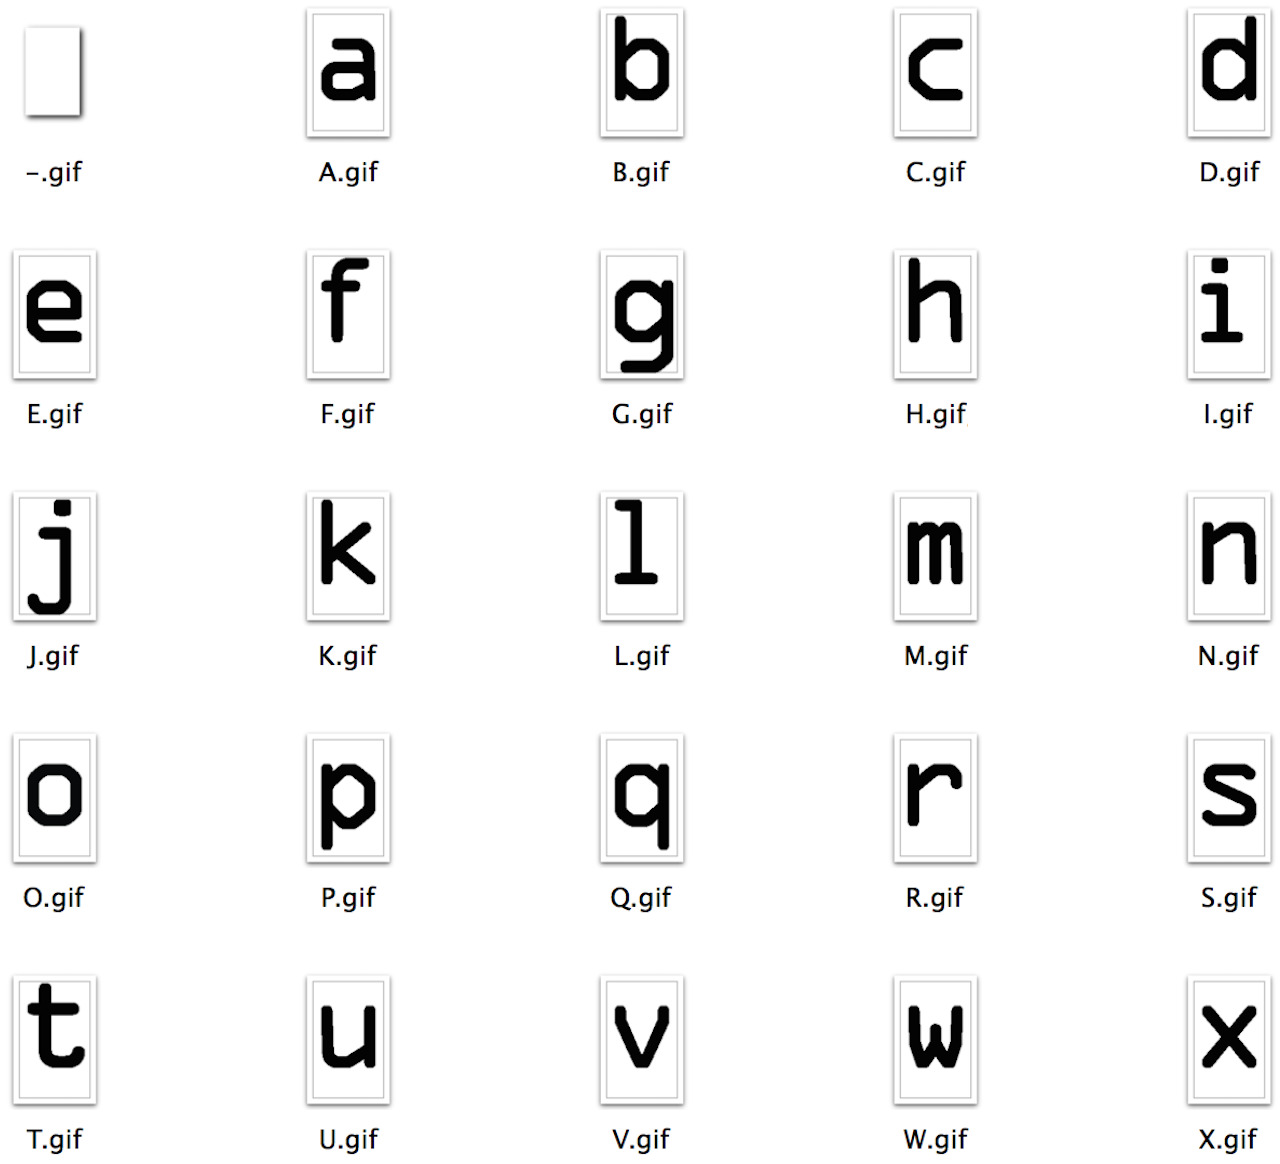 a b c d
-.gif A.gif B.gif C.gif D.gif
e f g h i
E.gif F.gif G.gif H.gif I.gif
j k l m n
J.gif K.gif L.gif M.gif N.gif
o p q r s
O.gif P.gif Q.gif R.gif S.gif
t u v w x
T.gif U.gif V.gif W.gif X.gif